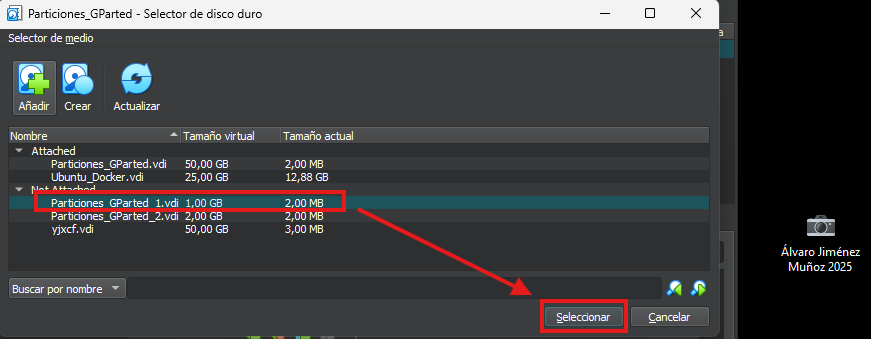 Particiones_GParted - Selector de disco duro
Selector de medio
Añadir Crear Actualizar
Nombre Tamaño virtual Tamaño actual
Attached
Particiones_GParted.vdi 50,00 GB 2,00 MB
Ubuntu_Docker.vdi 25,00 GB 12,88 GB
Not Attached
Particiones_GParted_1.vdi 1,00 GB 2,00 MB
Particiones_GParted_2.vdi 2,00 GB 2,00 MB
yjxcf.vdi 50,00 GB 3,00 MB
Buscar por nombre
Seleccionar Cancelar
Álvaro Jiménez
Muñoz 2025